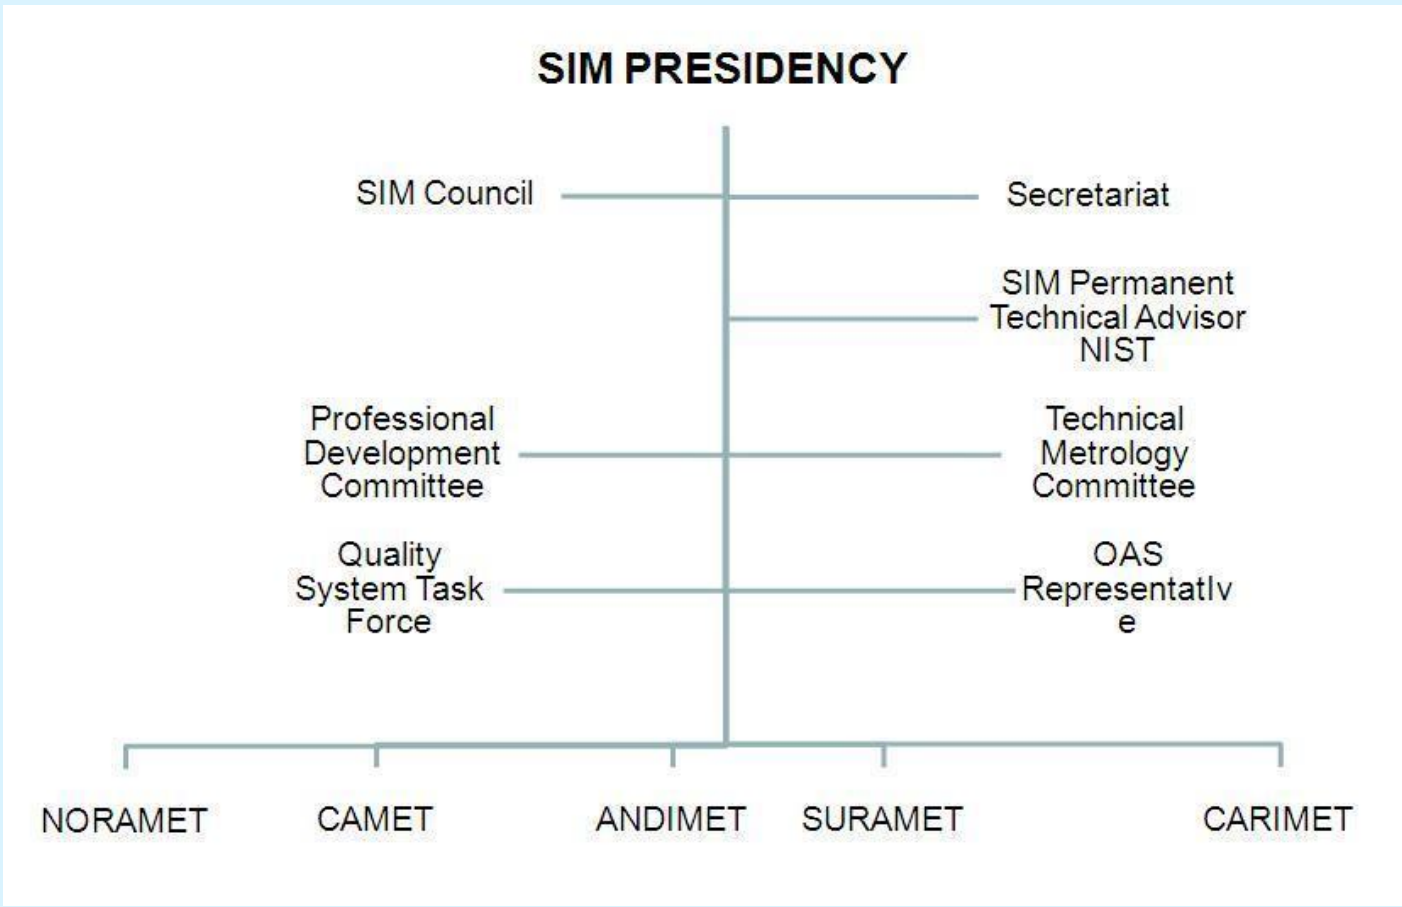 SIM PRESIDENCY
SIM Council
Secretariat
SIM Permanent
Technical Advisor
NIST
Professional
Development
Committee
Technical
Metrology
Committee
Quality
System Task
Force
OAS
RepresentatIv
e
NORAMET
CAMET
ANDIMET
SURAMET
CARIMET